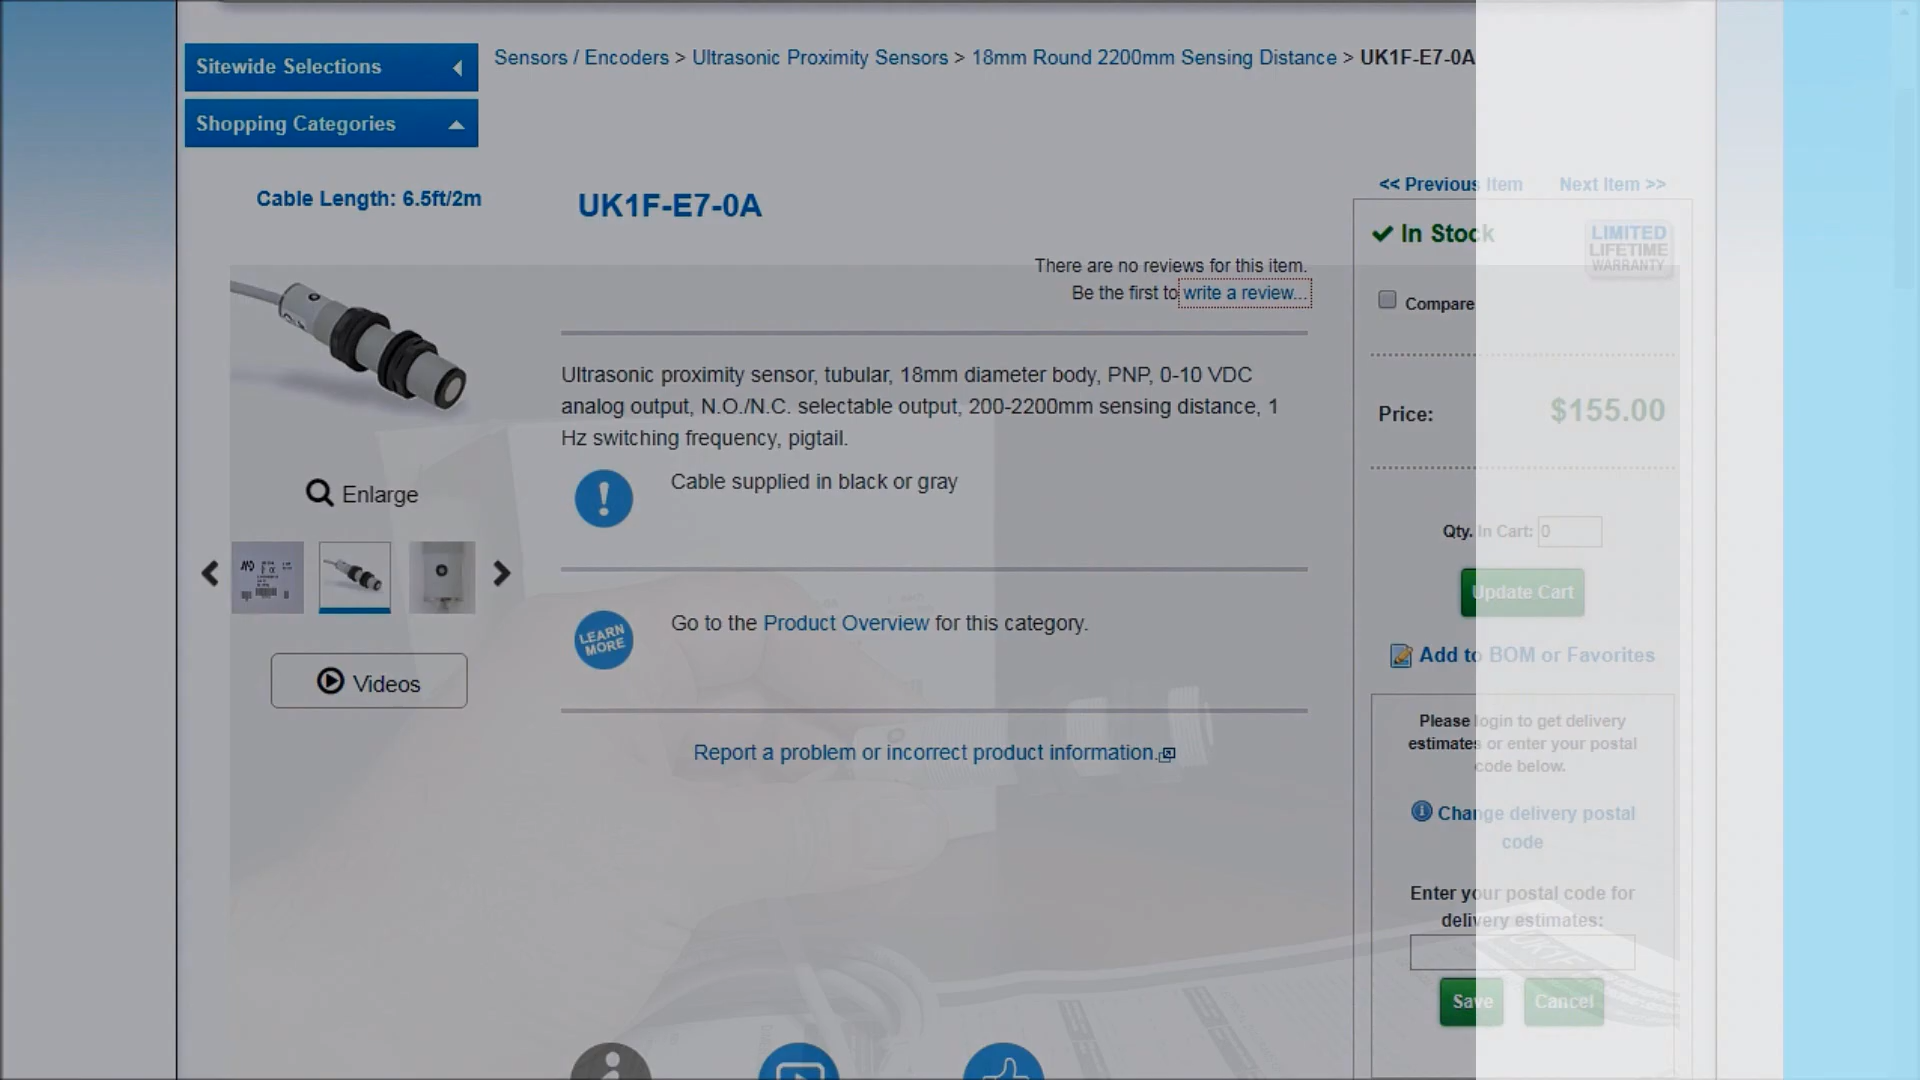 Sitewide Selections
Sensors / Encoders > Ultrasonic Proximity Sensors > 18mm Round 2200mm Sensing Distance > UK1F-E7-0A
Shopping Categories
Cable Length: 6.5ft/2m
UK1F-E7-0A
<< Previous Item Next Item >>
In Stock
LIMITED
LIFETIME
WARRANTY
There are no reviews for this item.
Be the first to write a review...
Compare
Ultrasonic proximity sensor, tubular, 18mm diameter body, PNP, 0-10 VDC
analog output, N.O./N.C. selectable output, 200-2200mm sensing distance, 1
Hz switching frequency, pigtail.
Price: $155.00
Cable supplied in black or gray
Enlarge
Qty. In Cart: 0
Update Cart
LEARN
MORE
Go to the Product Overview for this category.
Add to BOM or Favorites
Videos
Report a problem or incorrect product information.
Please login to get delivery
estimates or enter your postal
code below.
Change delivery postal
code
Enter your postal code for
delivery estimates:
UK1F
Save Cancel